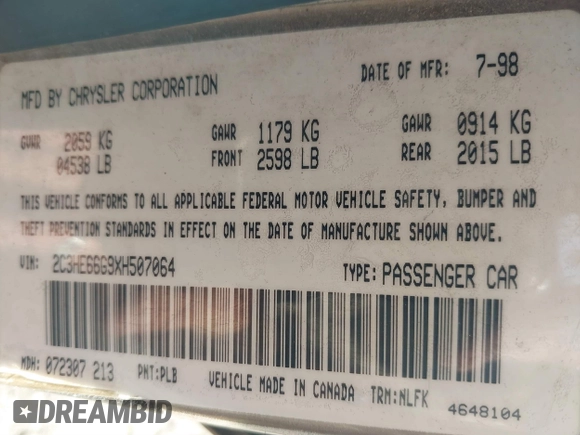 MFD BY CHRYSLER CORPORATION DATE OF MFR: 7-98
GVWR 2059 KG GAWR 1179 KG GAWR 0914 KG
04538 LB FRONT 2598 LB REAR 2015 LB
THIS VEHICLE CONFORMS TO ALL APPLICABLE FEDERAL MOTOR VEHICLE SAFETY, BUMPER AND
THEFT PREVENTION STANDARDS IN EFFECT ON THE DATE OF MANUFACTURE SHOWN ABOVE.
VIN: 2C3HE66G9XH507064 TYPE: PASSENGER CAR
MDH: 072307 213 PNT:PLB VEHICLE MADE IN CANADA TRM:NLFK 4648104
DREAMBID